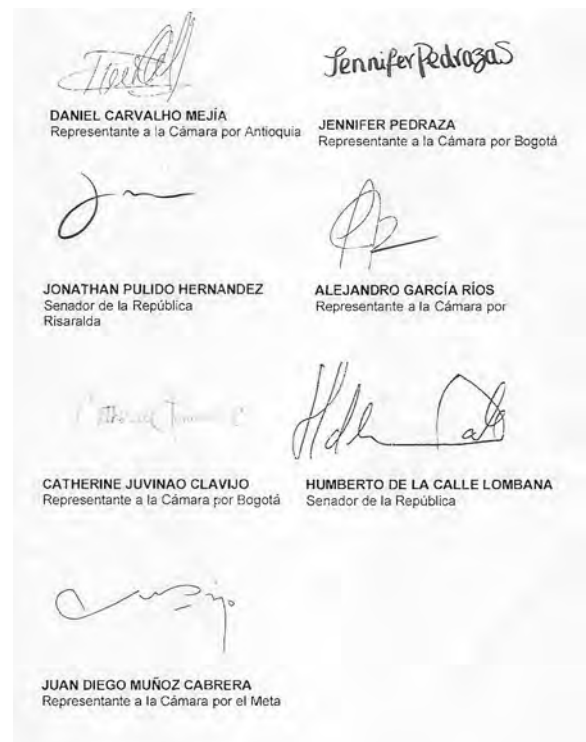 Jennifer Pedraza S
DANIEL CARVALHO MEJÍA
Representante a la Cámara por Antioquia
JENNIFER PEDRAZA
Representante a la Cámara por Bogotá
JONATHAN PULIDO HERNANDEZ
Senador de la República
Risaralda
ALEJANDRO GARCÍA RÍOS
Representante a la Cámara por
CATHERINE JUVINAO CLAVIJO
Representante a la Cámara por Bogotá
HUMBERTO DE LA CALLE LOMBANA
Senador de la República
JUAN DIEGO MUÑOZ CABRERA
Representante a la Cámara por el Meta